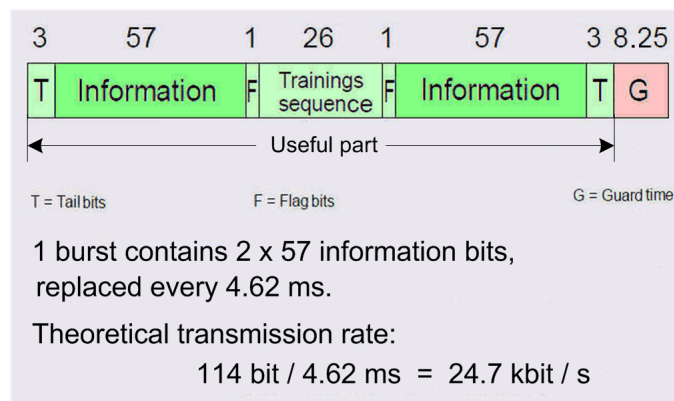 3 57 1 26 1 57 3 8.25
T Information F Trainings sequence F Information T G
Useful part
T = Tail bits F = Flag bits G = Guard time
1 burst contains 2 x 57 information bits,
replaced every 4.62 ms.
Theoretical transmission rate:
114 bit / 4.62 ms = 24.7 kbit / s